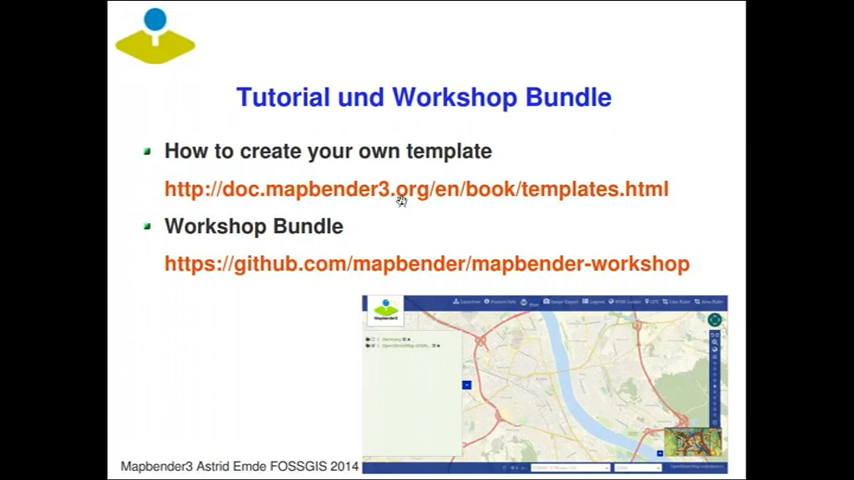 Tutorial und Workshop Bundle
How to create your own template
http://doc.mapbender3.org/en/book/templates.html
Workshop Bundle
https://github.com/mapbender/mapbender-workshop
Mapbender3
Mapbender3 Astrid Emde FOSSGIS 2014